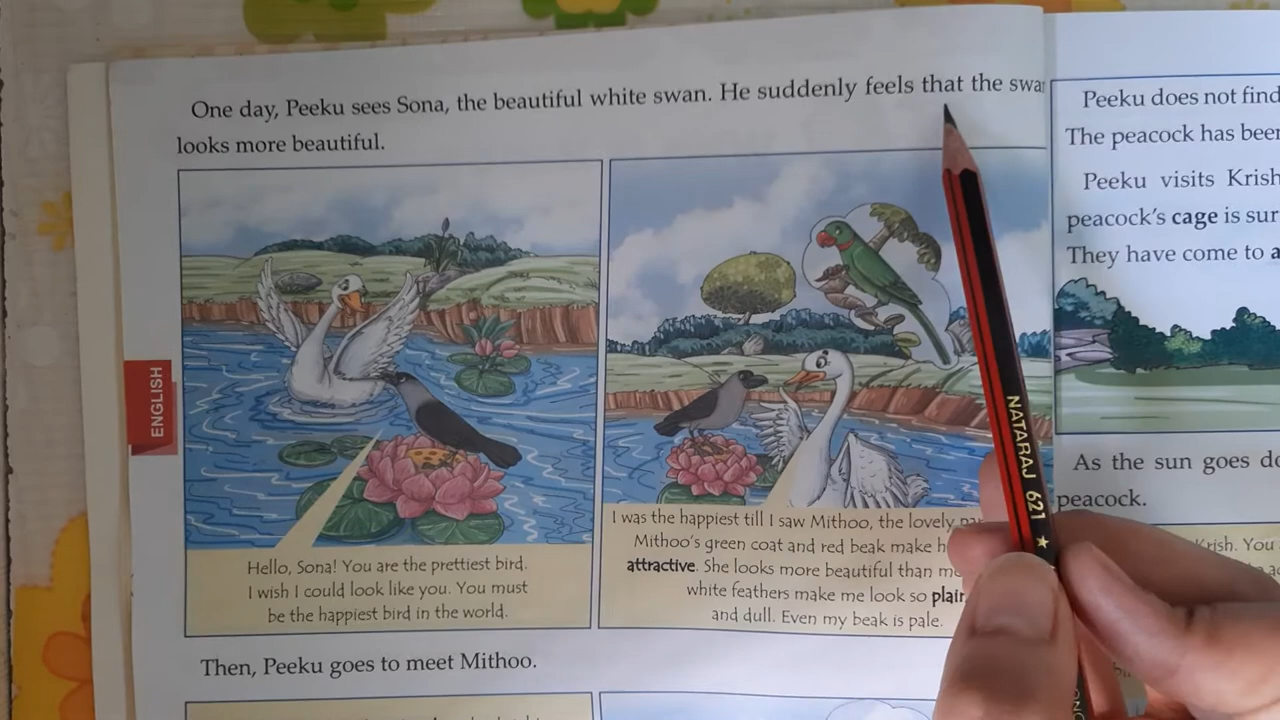 One day, Peeku sees Sona, the beautiful white swan. He suddenly feels that the
looks more beautiful.
ENGLISH
Hello, Sona! You are the prettiest bird.
I wish I could look like you. You must
be the happiest bird in the world.
I was the happiest till I saw Mithoo, the lovely
Mithoo's green coat and red beak make
attractive. She looks more beautiful than
white feathers make me look so plain
and dull. Even my beak is pale.
Then, Peeku goes to meet Mithoo.
Peeku does not find
The peacock has been
Peeku visits
peacock's cage is
They have come to
As the sun goes
peacock.
Krish. You
NATARAJ 621